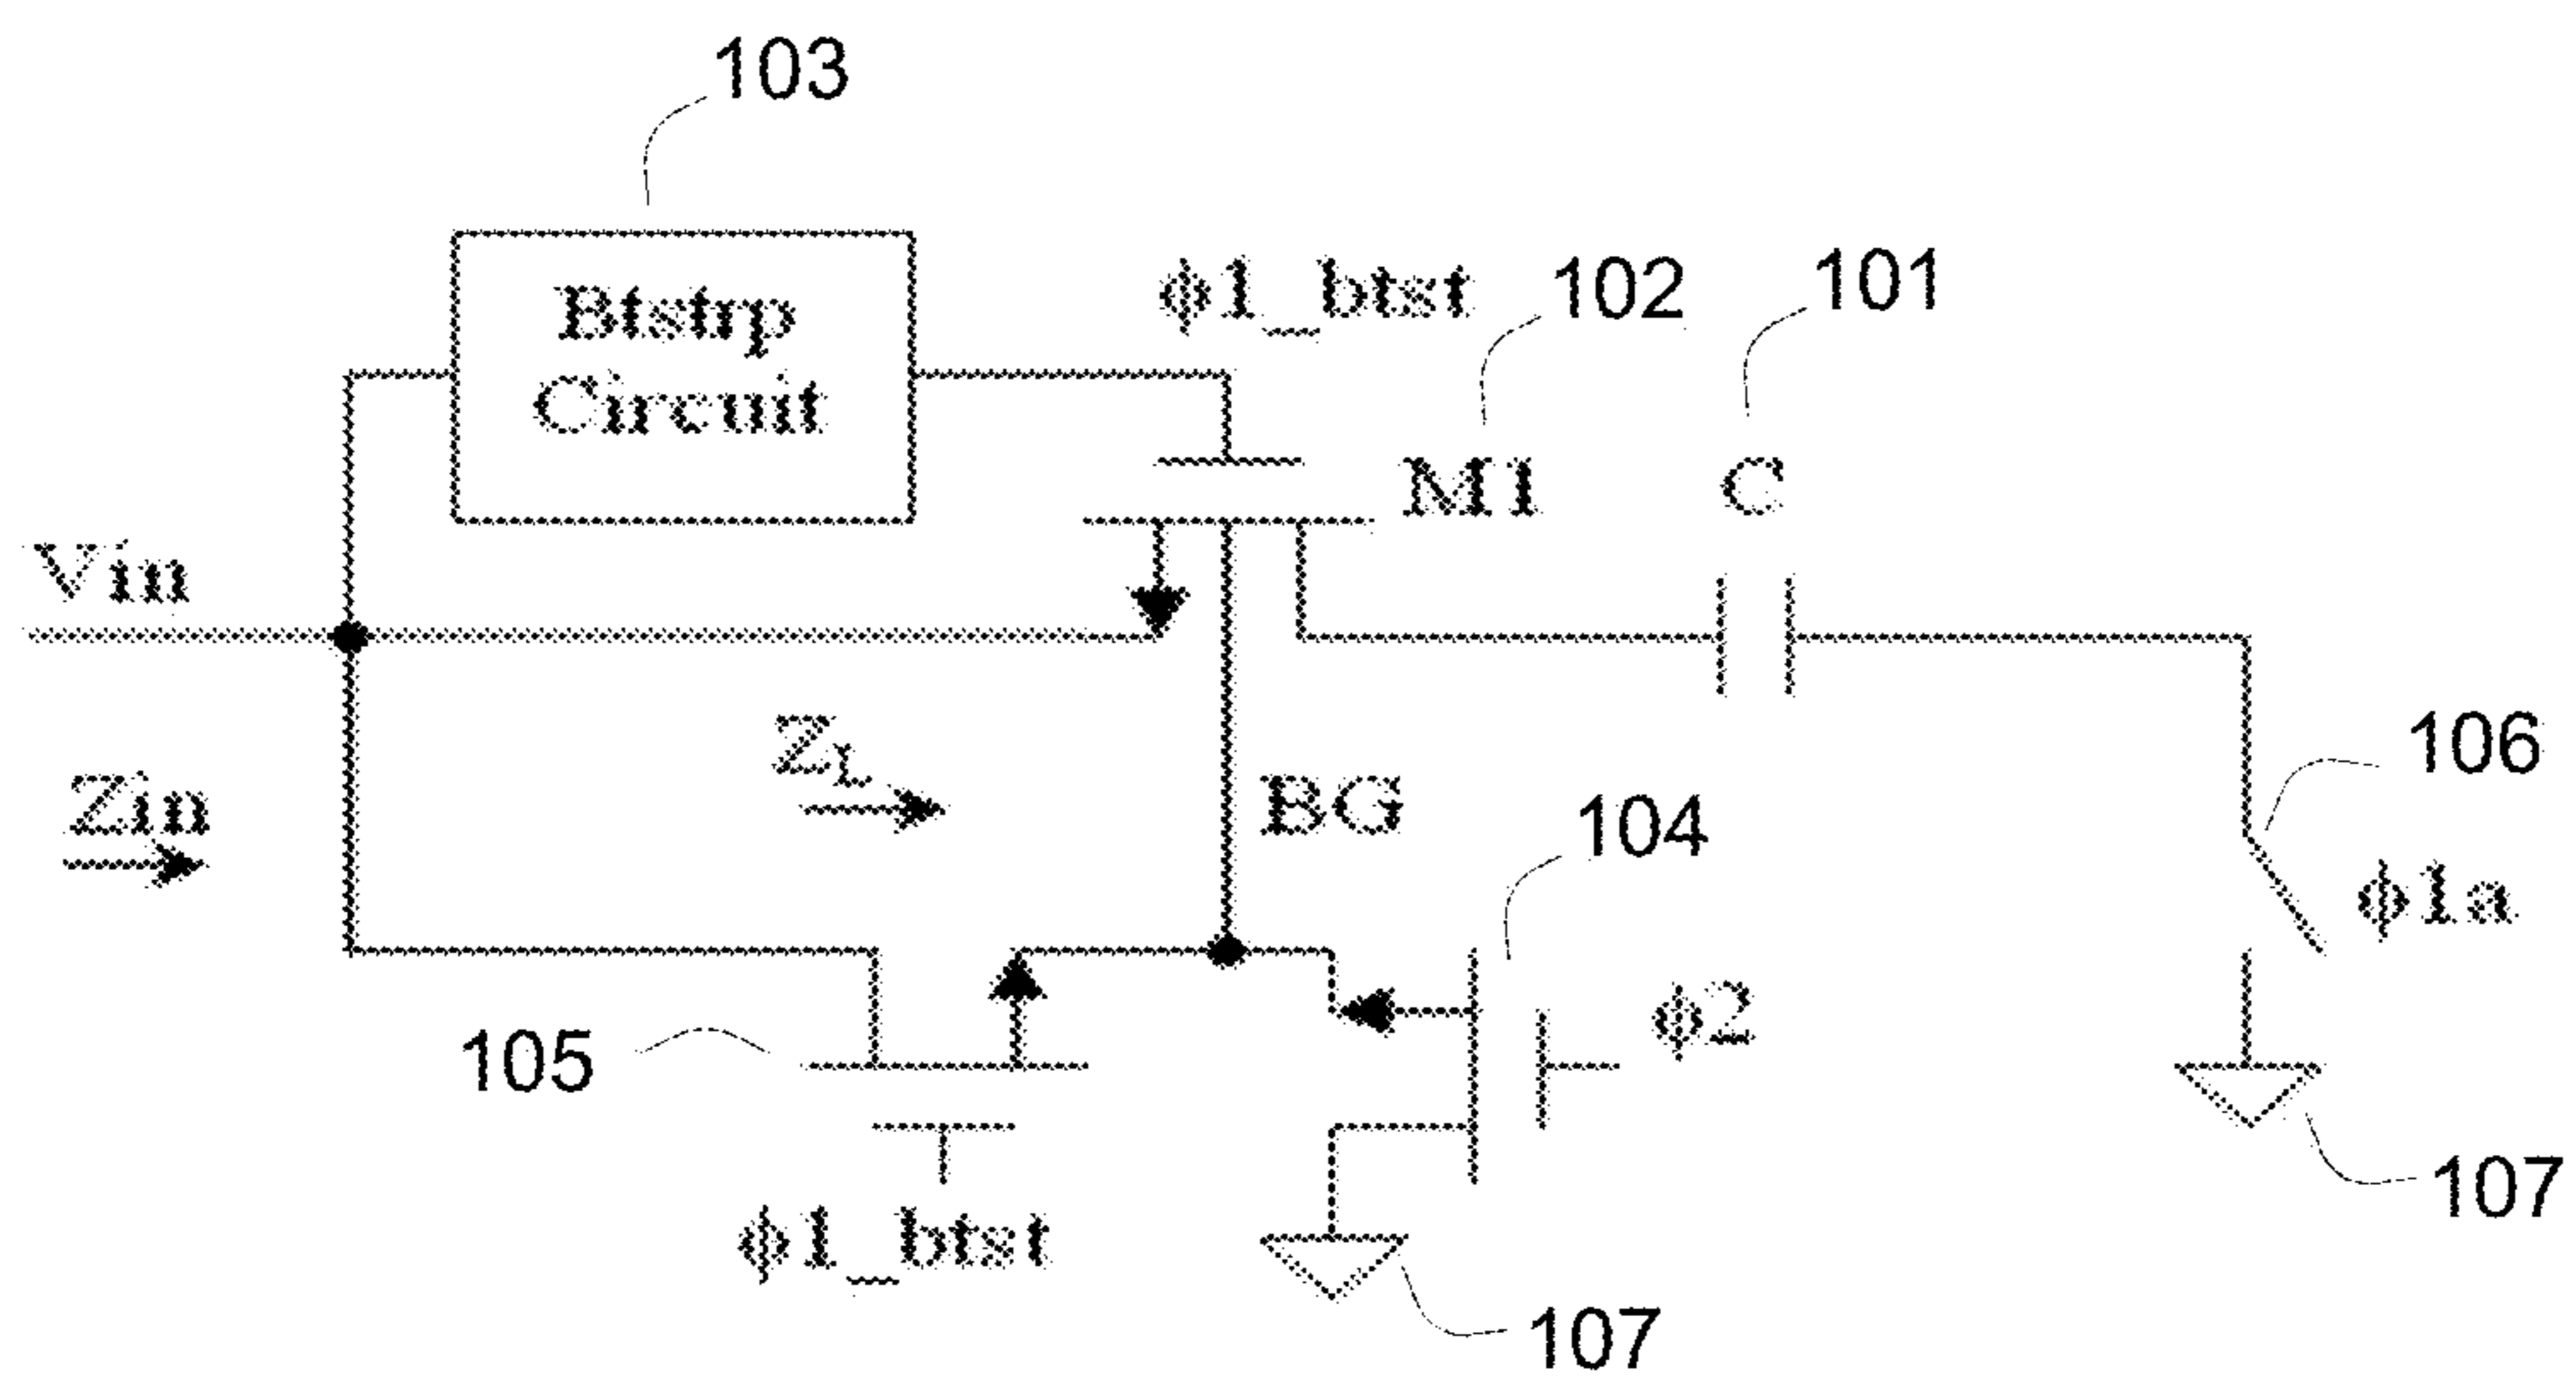 103
Btstrp
Circuit
ϕ1_btst
102
101
M1
C
Vin
ZL
Zin
BG
104
106
ϕ1a
ϕ2
105
107
ϕ1_btst
107